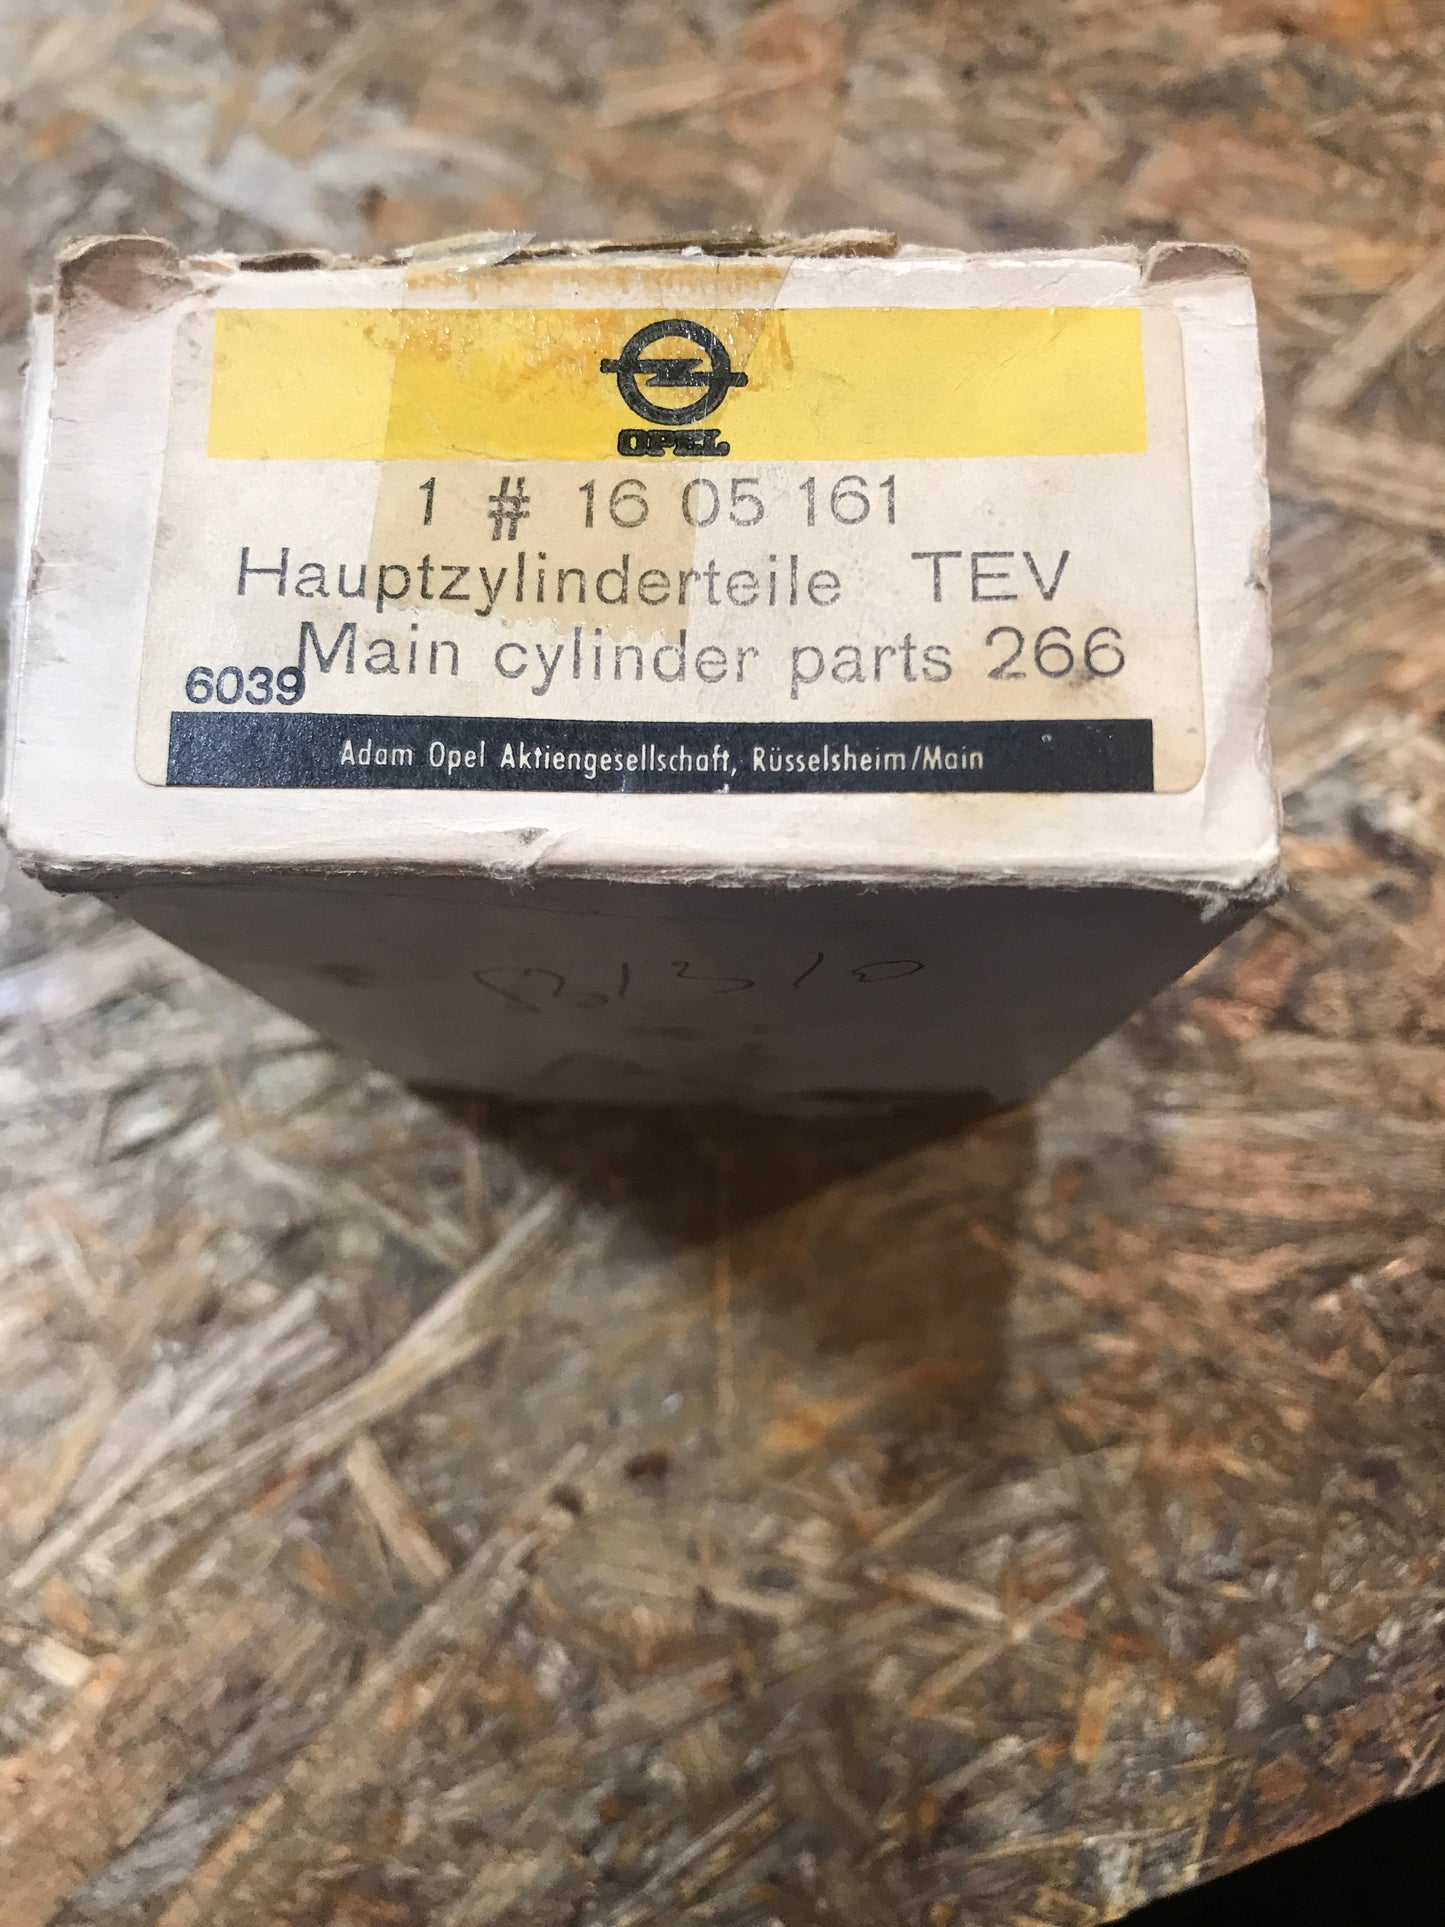 OPEL
1 # 16 05 161
Hauptzylinderteile TEV
Main cylinder parts 266
6039
Adam Opel Aktiengesellschaft, Rüsselsheim/Main